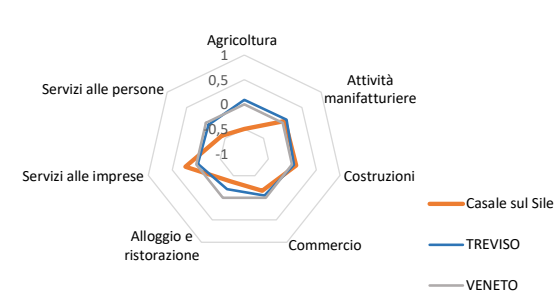 Agricoltura
1
0,5
0
-0,5
-1
Attività
manifatturiere
Costruzioni
Commercio
Alloggio e
ristorazione
Servizi alle imprese
Servizi alle persone
Casale sul Sile
TREVISO
VENETO